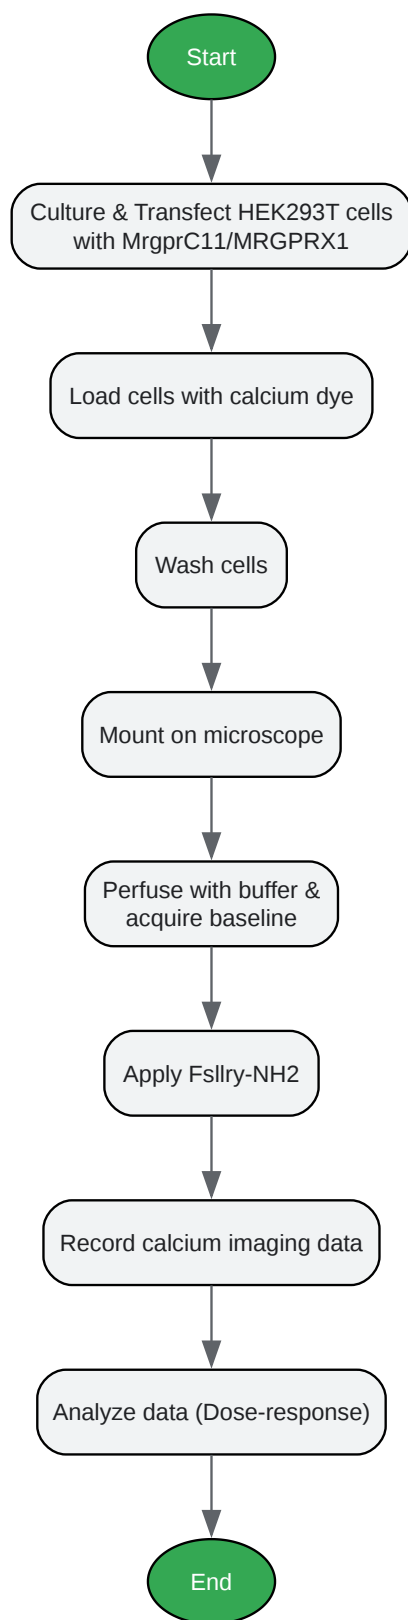 Start
Culture & Transfect HEK293T cells
with MrgprC11/MRGPRX1
Load cells with calcium dye
Wash cells
Mount on microscope
Perfuse with buffer &
acquire baseline
Apply Fsllry-NH2
Record calcium imaging data
Analyze data (Dose-response)
End